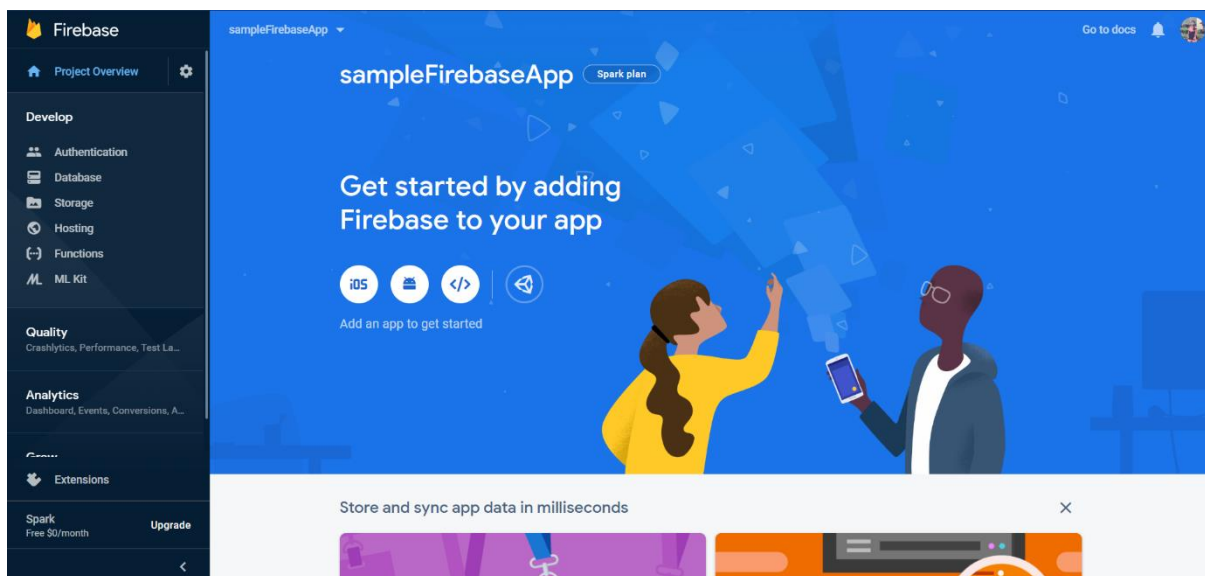 Firebase
Project Overview
Develop
Authentication
Database
Storage
Hosting
Functions
ML Kit
Quality
Crashlytics, Performance, Test La...
Analytics
Dashboard, Events, Conversions, A...
Grow
Extensions
Spark
Free $0/month
Upgrade
sampleFirebaseApp
Go to docs
sampleFirebaseApp Spark plan
Get started by adding
Firebase to your app
iOS
Add an app to get started
Store and sync app data in milliseconds